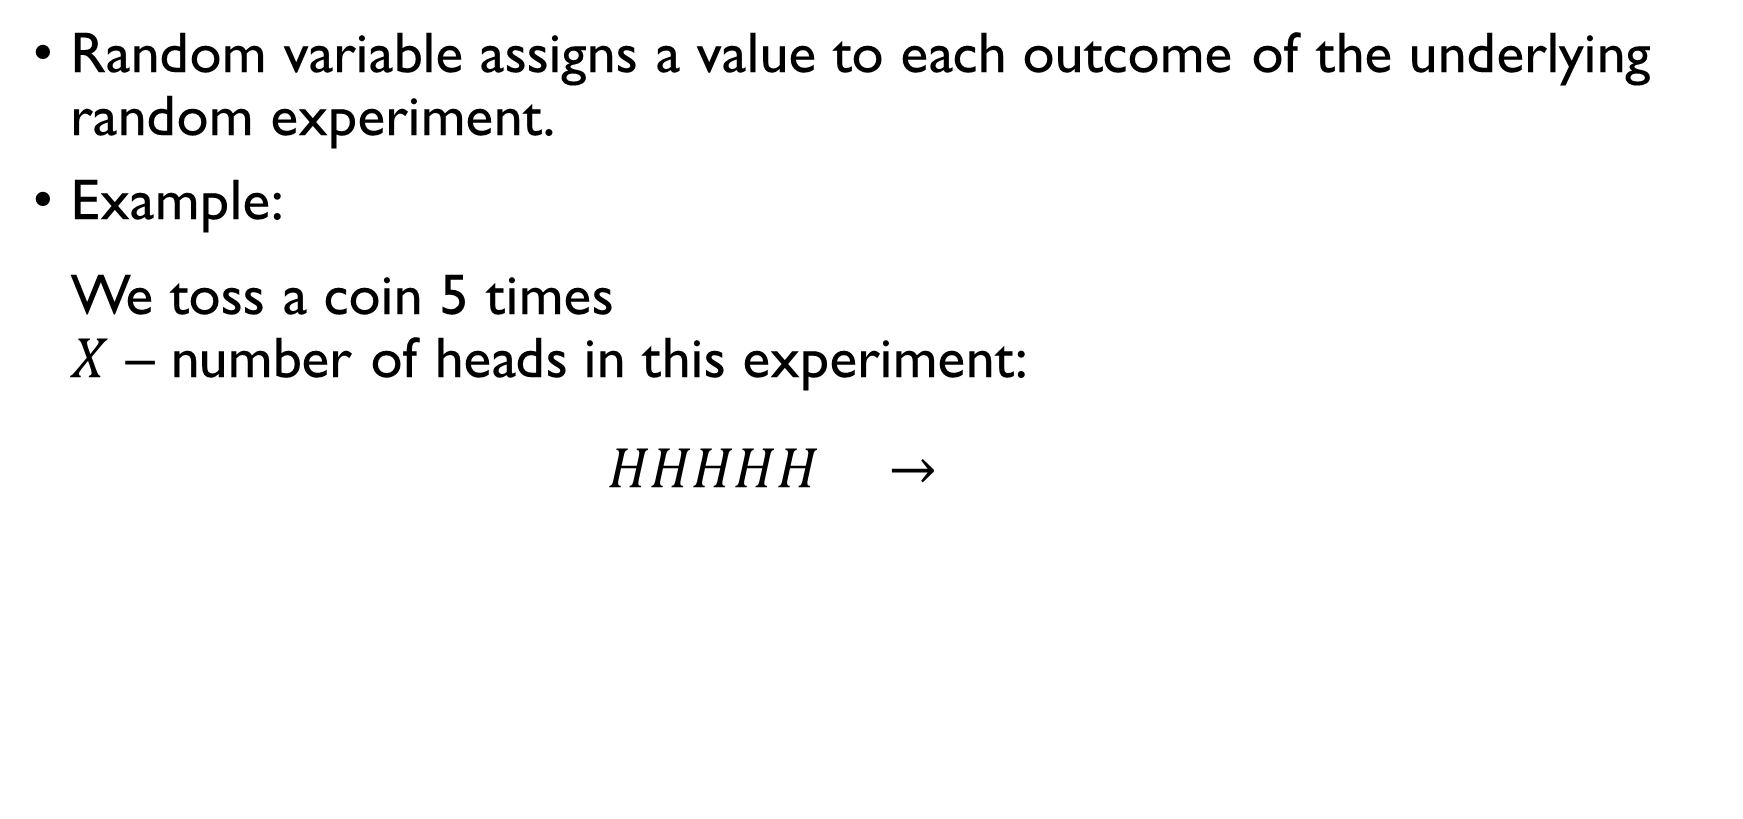 • Random variable assigns a value to each outcome of the underlying
random experiment.
• Example:
We toss a coin 5 times
X – number of heads in this experiment:
HHHHH →